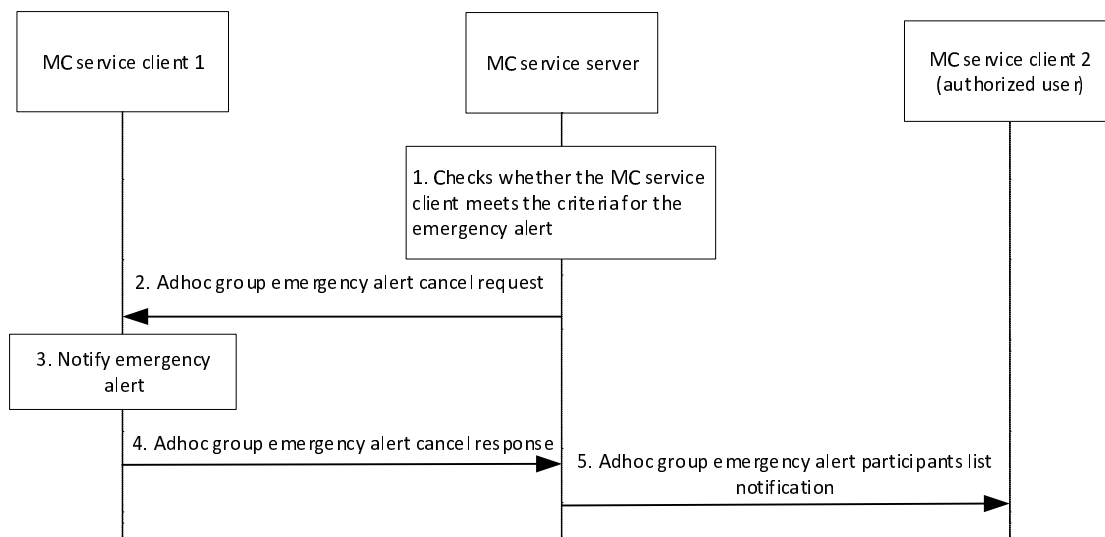 MC service client 1
MC service server
MC service client 2
(authorized user)
1. Checks whether the MC service
client meets the criteria for the
emergency alert
2. Adhoc group emergency alert cancel request
3. Notify emergency
alert
4. Adhoc group emergency alert cancel response
5. Adhoc group emergency alert participants list
notification